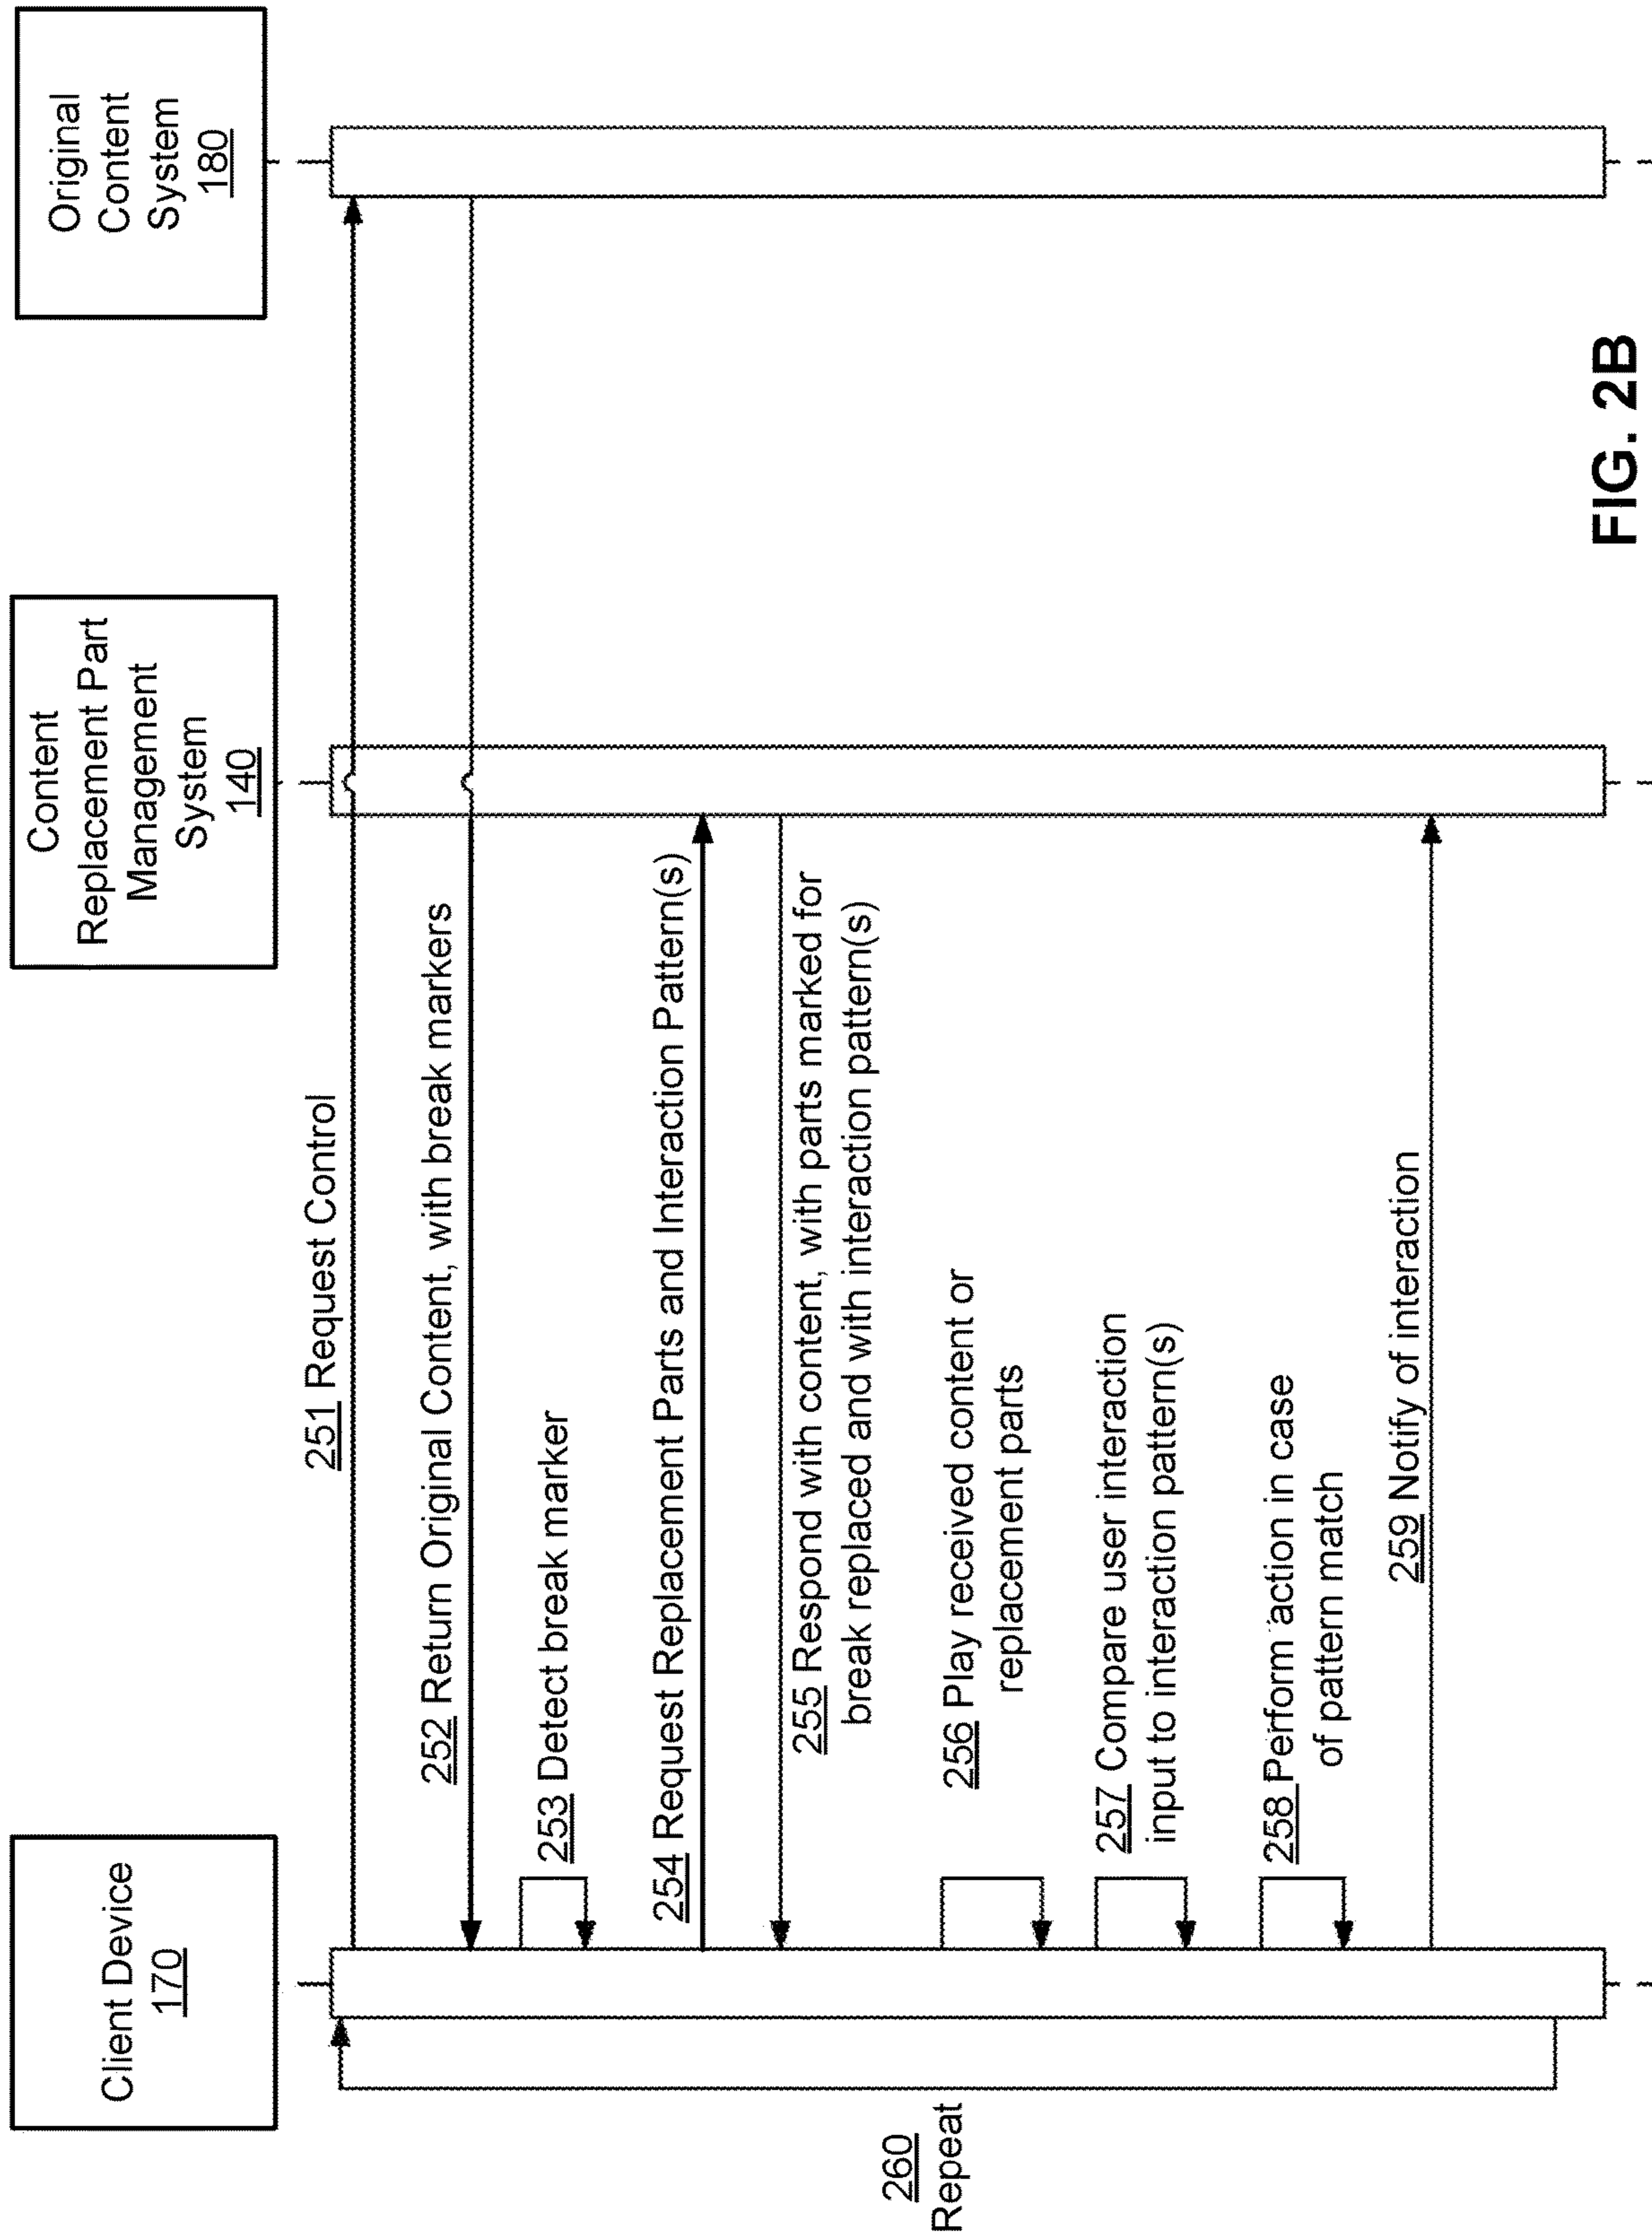 Client Device
170
Content
Replacement Part
Management
System
140
Original
Content
System
180
251 Request Control
252 Return Original Content, with break markers
253 Detect break marker
254 Request Replacement Parts and Interaction Pattern(s)
255 Respond with content, with parts marked for
break replaced and with interaction pattern(s)
256 Play received content or
replacement parts
257 Compare user interaction
input to interaction pattern(s)
258 Perform action in case
of pattern match
259 Notify of interaction
260
Repeat
FIG. 2B